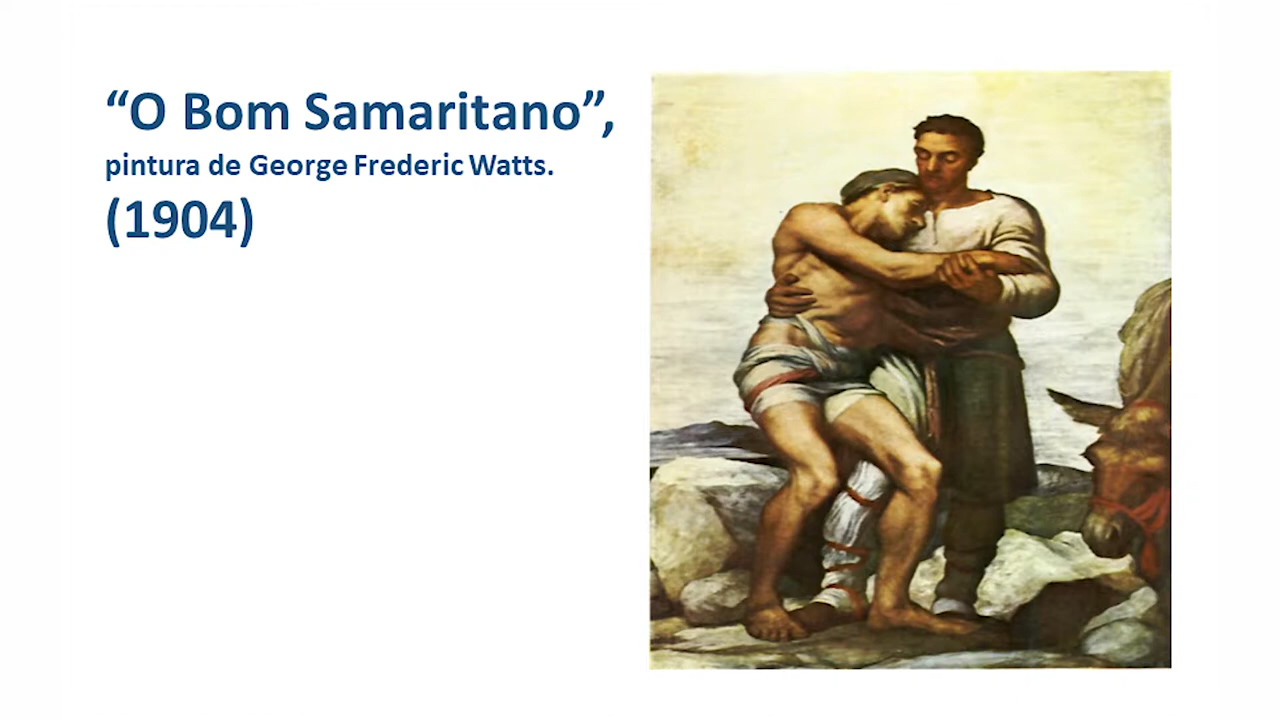 “O Bom Samaritano”,
pintura de George Frederic Watts.
(1904)